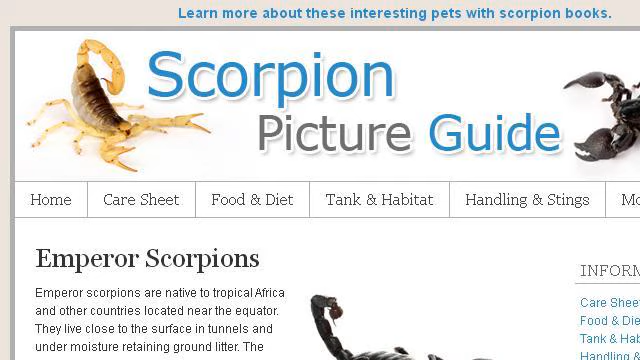 Learn more about these interesting pets with scorpion books.
Scorpion
Picture Guide
Home Care Sheet Food & Diet Tank & Habitat Handling & Stings
Emperor Scorpions
Emperor scorpions are native to tropical Africa
and other countries located near the equator.
They live close to the surface in tunnels and
under moisture retaining ground litter. The
Care Sheet
Food & Die
Tank & Hab
Handling &